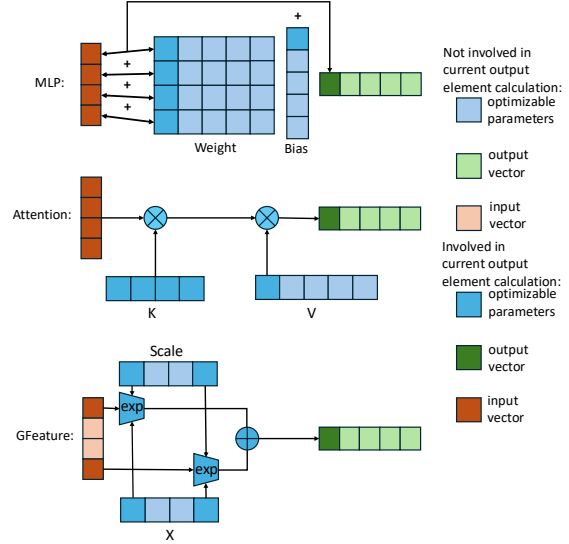 +
MLP:
+
+
+
Weight
Bias
Attention:
K
V
Scale
exp
GFeature:
exp
X
Not involved in
current output
element calculation:
optimizable
parameters
output
vector
input
vector
Involved in
current output
element calculation:
optimizable
parameters
output
vector
input
vector